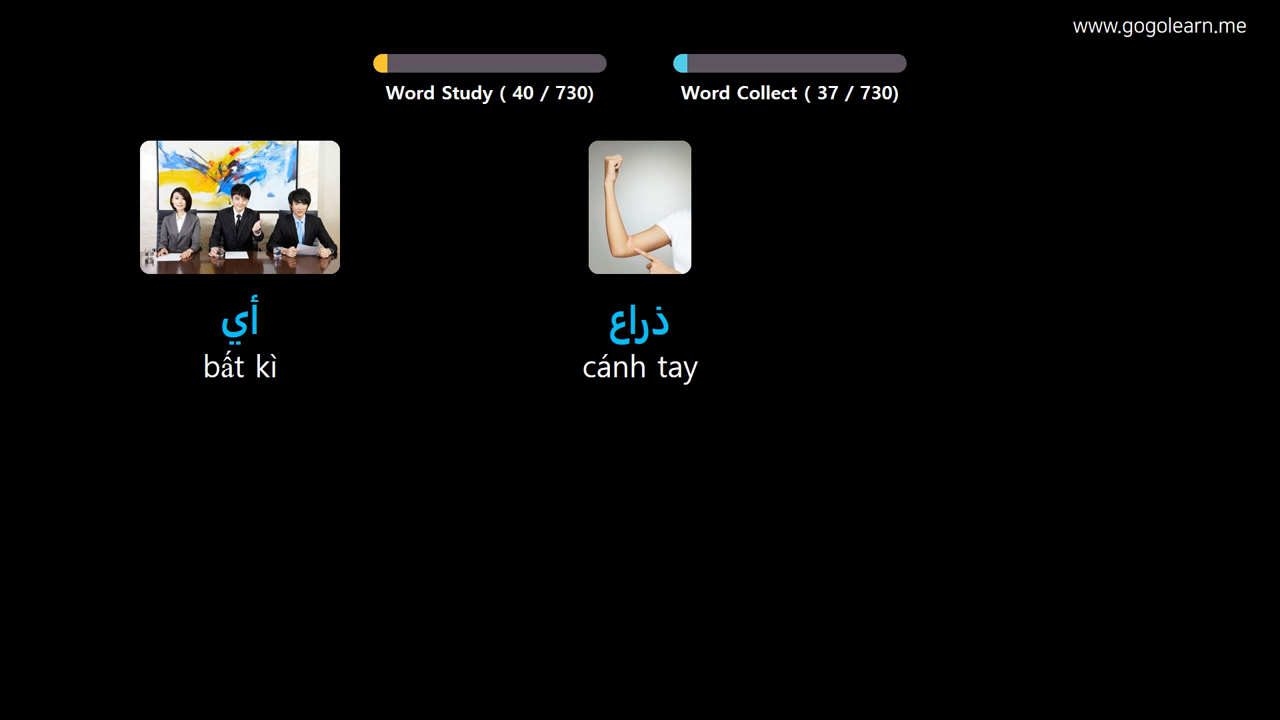 www.gogolearn.me
Word Study ( 40 / 730)
Word Collect ( 37 / 730)
أي
bất kì
ذراع
cánh tay